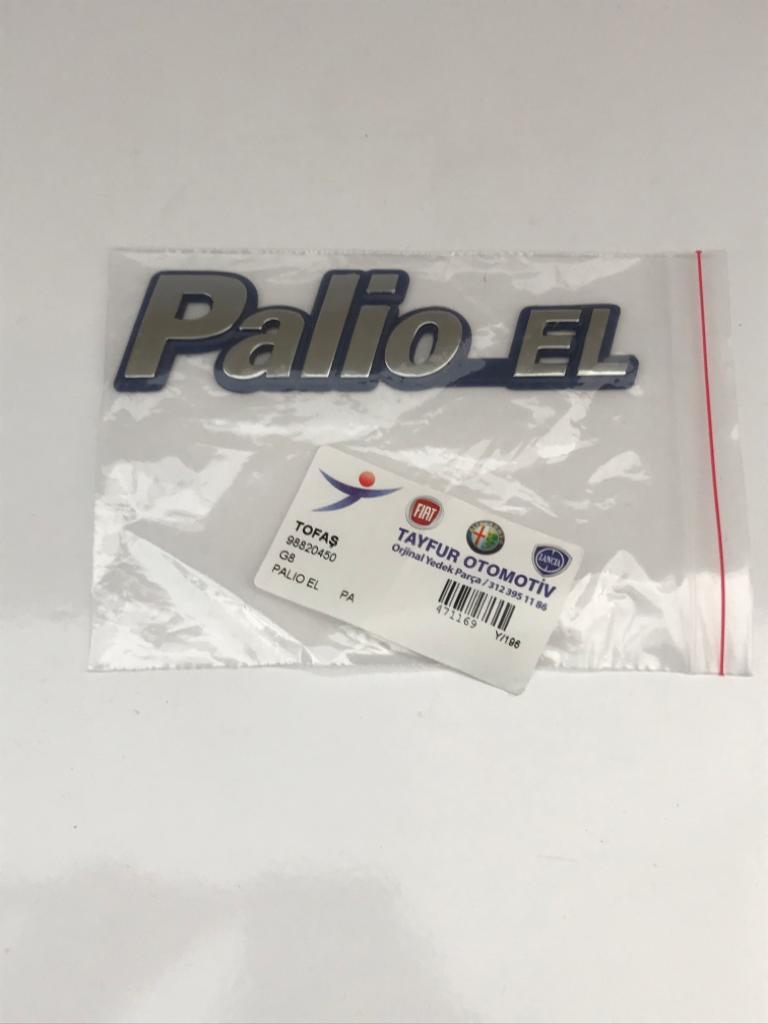 Palio EL
FIAT
LANCIA
TOFAŞ
98820450
G8
PALIO EL PA
TAYFUR OTOMOTİV
Orjinal Yedek Parça / 312 395 11 86
471169
Y/196